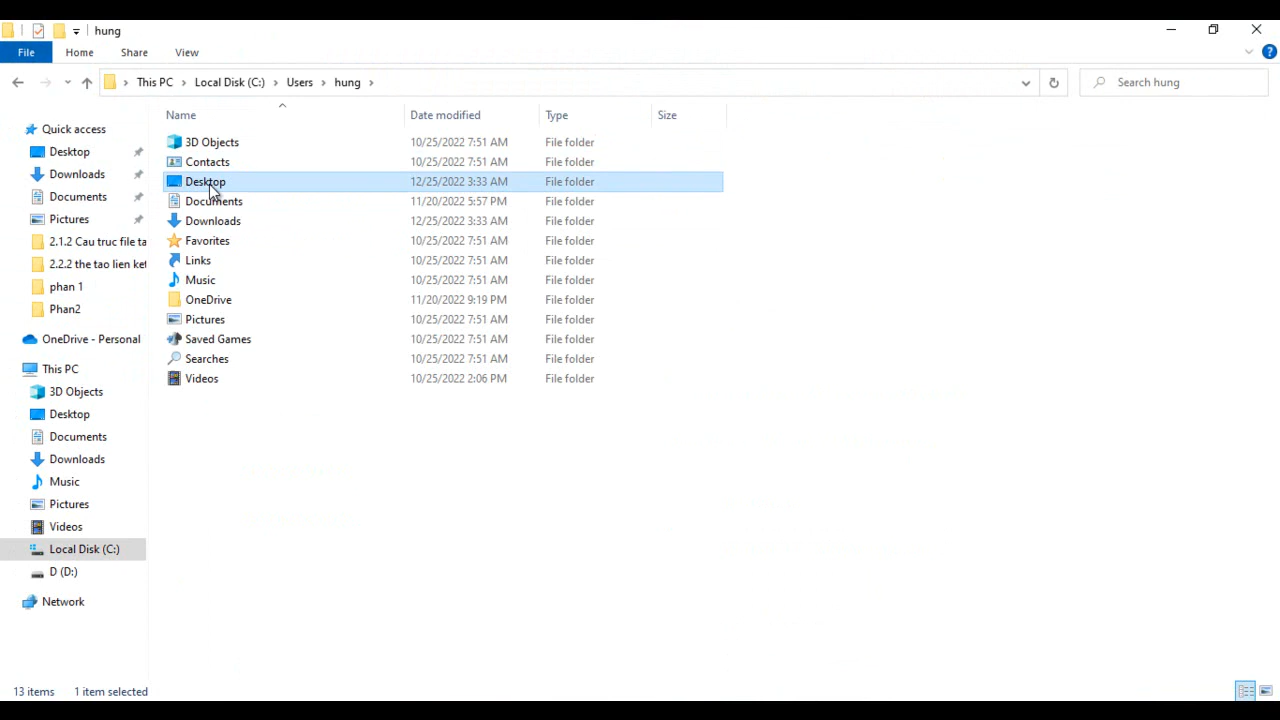 hung
File Home Share View
This PC Local Disk (C:) Users hung Search hung
Name Date modified Type Size
Quick access
Desktop
Downloads
Documents
Pictures
2.1.2 Cau truc file ta
2.2.2 the tao lien ket
phan 1
Phan2
OneDrive - Personal
This PC
3D Objects
Desktop
Documents
Downloads
Music
Pictures
Videos
Local Disk (C:)
D (D:)
Network
3D Objects 10/25/2022 7:51 AM File folder
Contacts 10/25/2022 7:51 AM File folder
Desktop 12/25/2022 3:33 AM File folder
Documents 11/20/2022 5:57 PM File folder
Downloads 12/25/2022 3:33 AM File folder
Favorites 10/25/2022 7:51 AM File folder
Links 10/25/2022 7:51 AM File folder
Music 10/25/2022 7:51 AM File folder
OneDrive 11/20/2022 9:19 PM File folder
Pictures 10/25/2022 7:51 AM File folder
Saved Games 10/25/2022 7:51 AM File folder
Searches 10/25/2022 7:51 AM File folder
Videos 10/25/2022 2:06 PM File folder
13 items 1 item selected